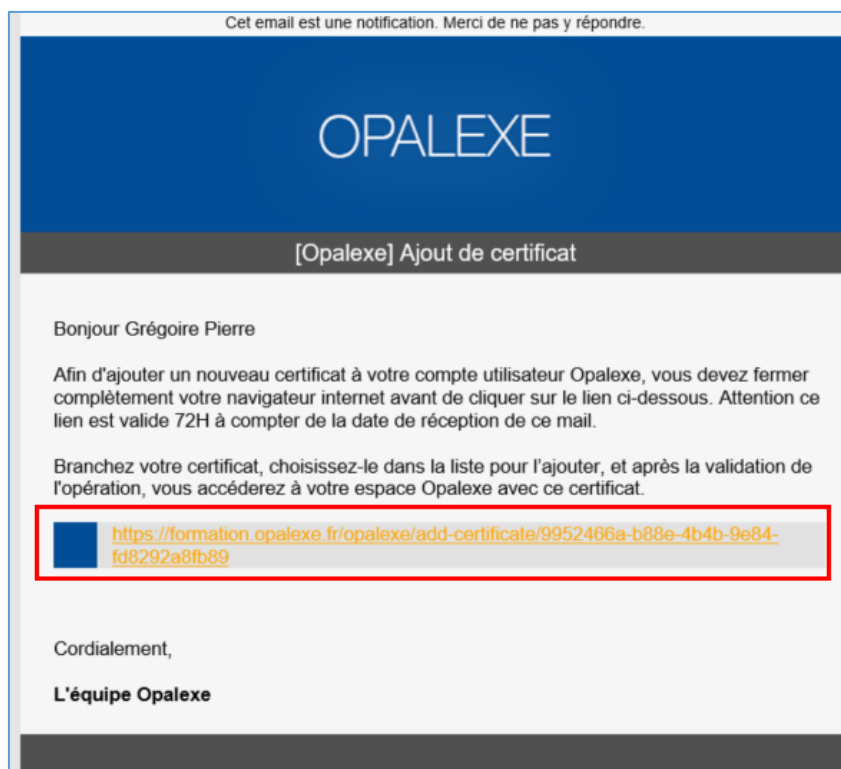 Cet email est une notification. Merci de ne pas y répondre.
OPALEXE
[Opalexe] Ajout de certificat
Bonjour Grégoire Pierre
Afin d'ajouter un nouveau certificat à votre compte utilisateur Opalexe, vous devez fermer
complètement votre navigateur internet avant de cliquer sur le lien ci-dessous. Attention ce
lien est valide 72H à compter de la date de réception de ce mail.
Branchez votre certificat, choisissez-le dans la liste pour l'ajouter, et après la validation de
l'opération, vous accéderez à votre espace Opalexe avec ce certificat.
https://formation.opalexe.fr/opalexe/add-certificate/9952466a-b88e-4b4b-9e84-
fd8292a8fb89
Cordialement,
L'équipe Opalexe